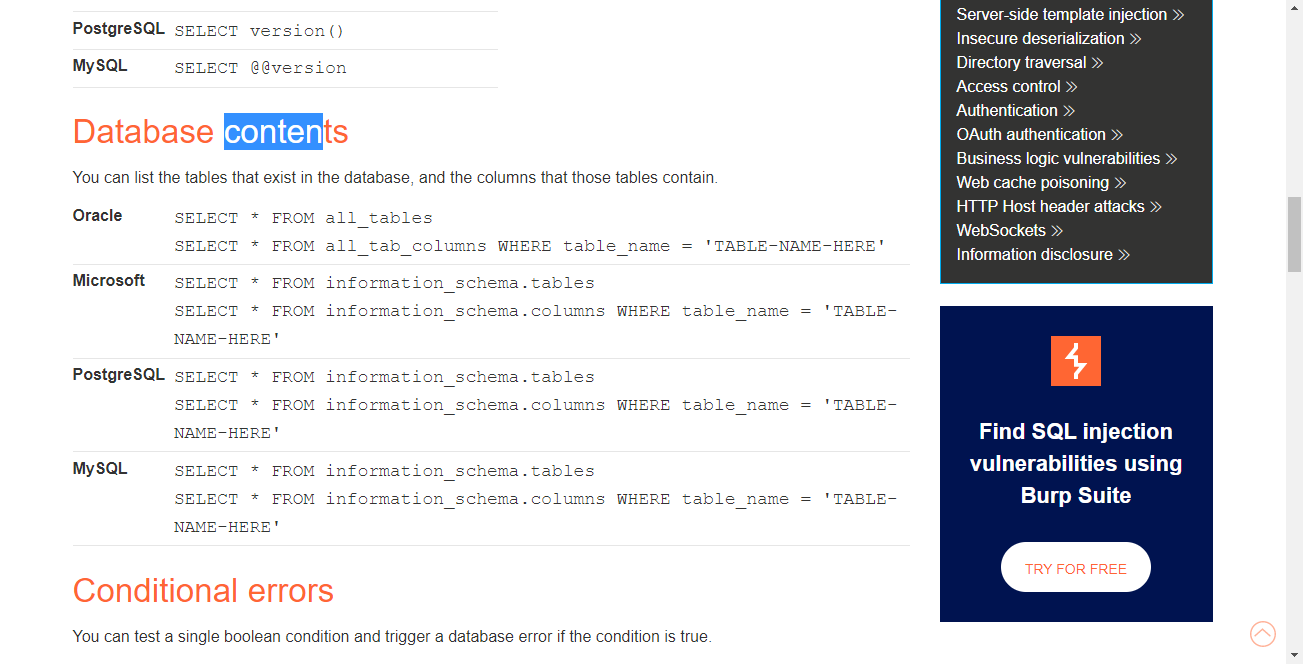 PostgreSQL SELECT version()
MySQL SELECT @@version
Database contents
You can list the tables that exist in the database, and the columns that those tables contain.
Oracle SELECT * FROM all_tables
SELECT * FROM all_tab_columns WHERE table_name = 'TABLE-NAME-HERE'
Microsoft SELECT * FROM information_schema.tables
SELECT * FROM information_schema.columns WHERE table_name = 'TABLE-
NAME-HERE'
PostgreSQL SELECT * FROM information_schema.tables
SELECT * FROM information_schema.columns WHERE table_name = 'TABLE-
NAME-HERE'
MySQL SELECT * FROM information_schema.tables
SELECT * FROM information_schema.columns WHERE table_name = 'TABLE-
NAME-HERE'
Conditional errors
You can test a single boolean condition and trigger a database error if the condition is true.
Server-side template injection
Insecure deserialization
Directory traversal
Access control
Authentication
OAuth authentication
Business logic vulnerabilities
Web cache poisoning
HTTP Host header attacks
WebSockets
Information disclosure
Find SQL injection
vulnerabilities using
Burp Suite
TRY FOR FREE